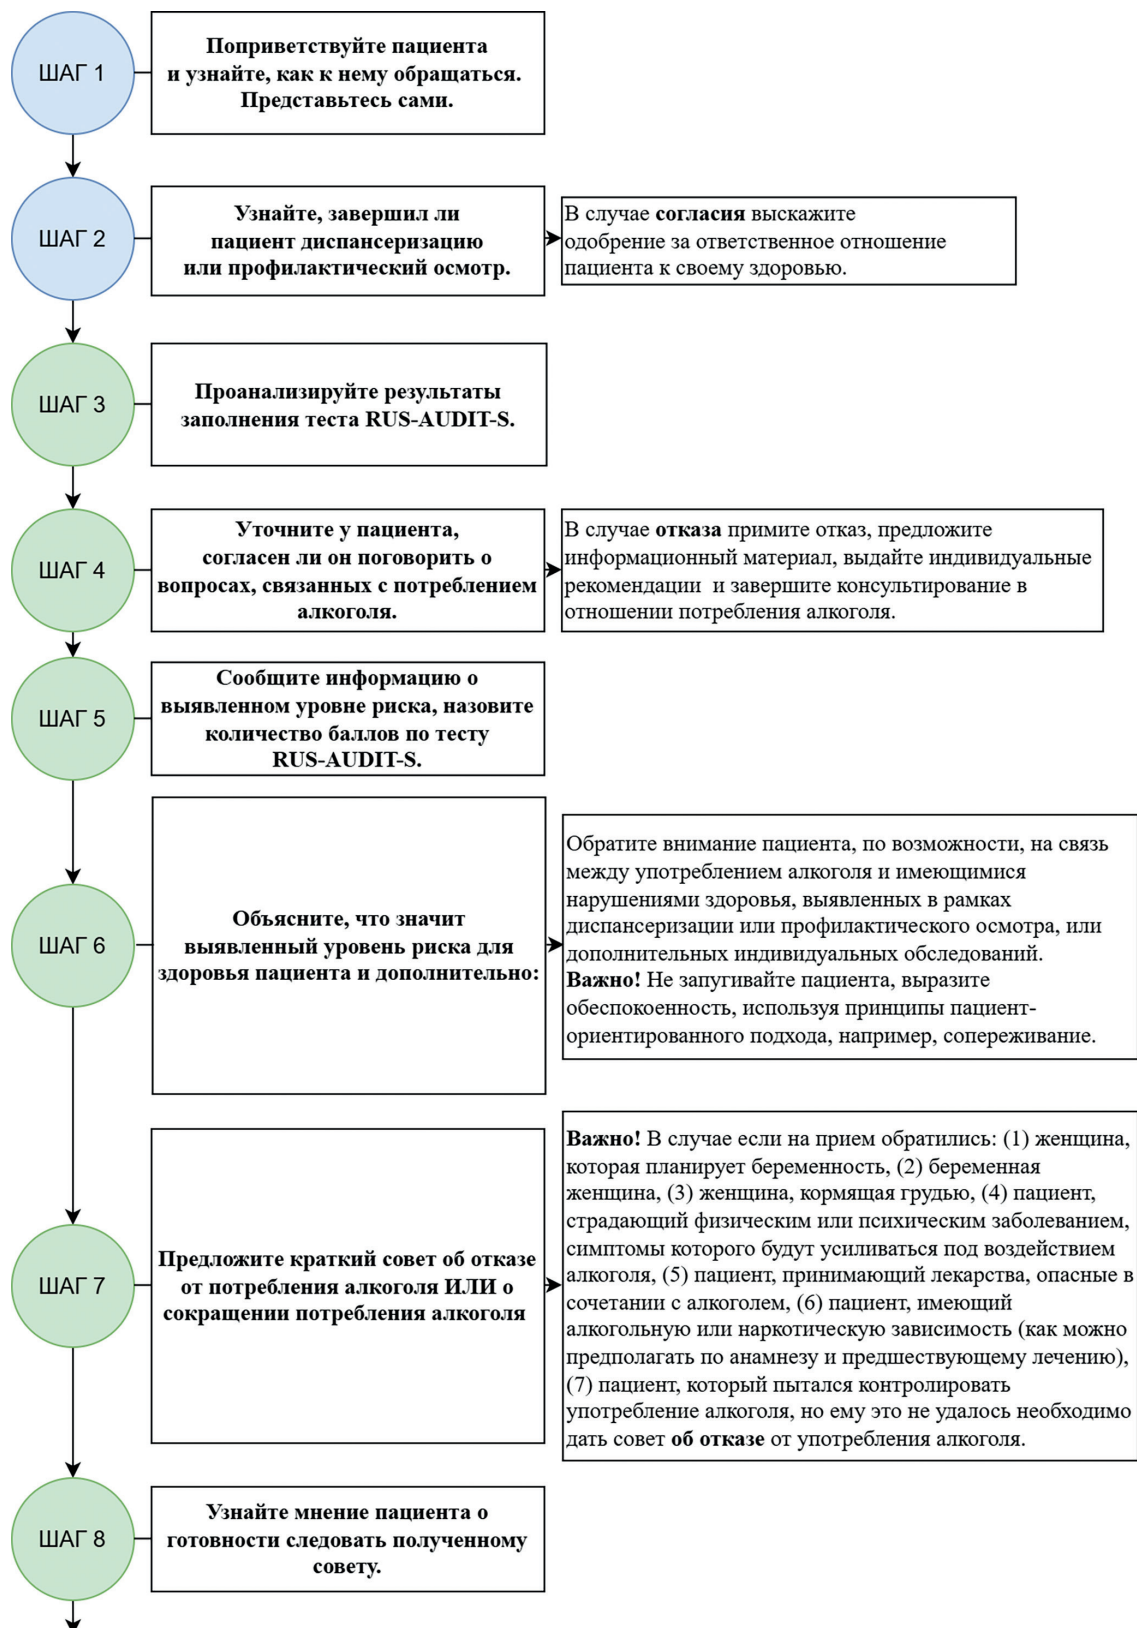 ШАГ 1
Поприветствуйте пациента
и узнайте, как к нему обращаться.
Представьтесь сами.
ШАГ 2
Узнайте, завершил ли
пациент диспансеризацию
или профилактический осмотр.
В случае согласия выскажите
одобрение за ответственное отношение
пациента к своему здоровью.
ШАГ 3
Проанализируйте результаты
заполнения теста RUS-AUDIT-S.
ШАГ 4
Уточните у пациента,
согласен ли он поговорить о
вопросах, связанных с потреблением
алкоголя.
В случае отказа примите отказ, предложите
информационный материал, выдайте индивидуальные
рекомендации и завершите консультирование в
отношении потребления алкоголя.
ШАГ 5
Сообщите информацию о
выявленном уровне риска, назовите
количество баллов по тесту
RUS-AUDIT-S.
ШАГ 6
Объясните, что значит
выявленный уровень риска для
здоровья пациента и дополнительно:
Обратите внимание пациента, по возможности, на связь
между употреблением алкоголя и имеющимися
нарушениями здоровья, выявленных в рамках
диспансеризации или профилактического осмотра, или
дополнительных индивидуальных обследований.
Важно! Не запугивайте пациента, выразите
обеспокоенность, используя принципы пациент-
ориентированного подхода, например, сопереживание.
ШАГ 7
Предложите краткий совет об отказе
от потребления алкоголя ИЛИ о
сокращении потребления алкоголя
Важно! В случае если на прием обратились: (1) женщина,
которая планирует беременность, (2) беременная
женщина, (3) женщина, кормящая грудью, (4) пациент,
страдающий физическим или психическим заболеванием,
симптомы которого будут усиливаться под воздействием
алкоголя, (5) пациент, принимающий лекарства, опасные в
сочетании с алкоголем, (6) пациент, имеющий
алкогольную или наркотическую зависимость (как можно
предполагать по анамнезу и предшествующему лечению),
(7) пациент, который пытался контролировать
употребление алкоголя, но ему это не удалось необходимо
дать совет об отказе от употребления алкоголя.
ШАГ 8
Узнайте мнение пациента о
готовности следовать полученному
совету.